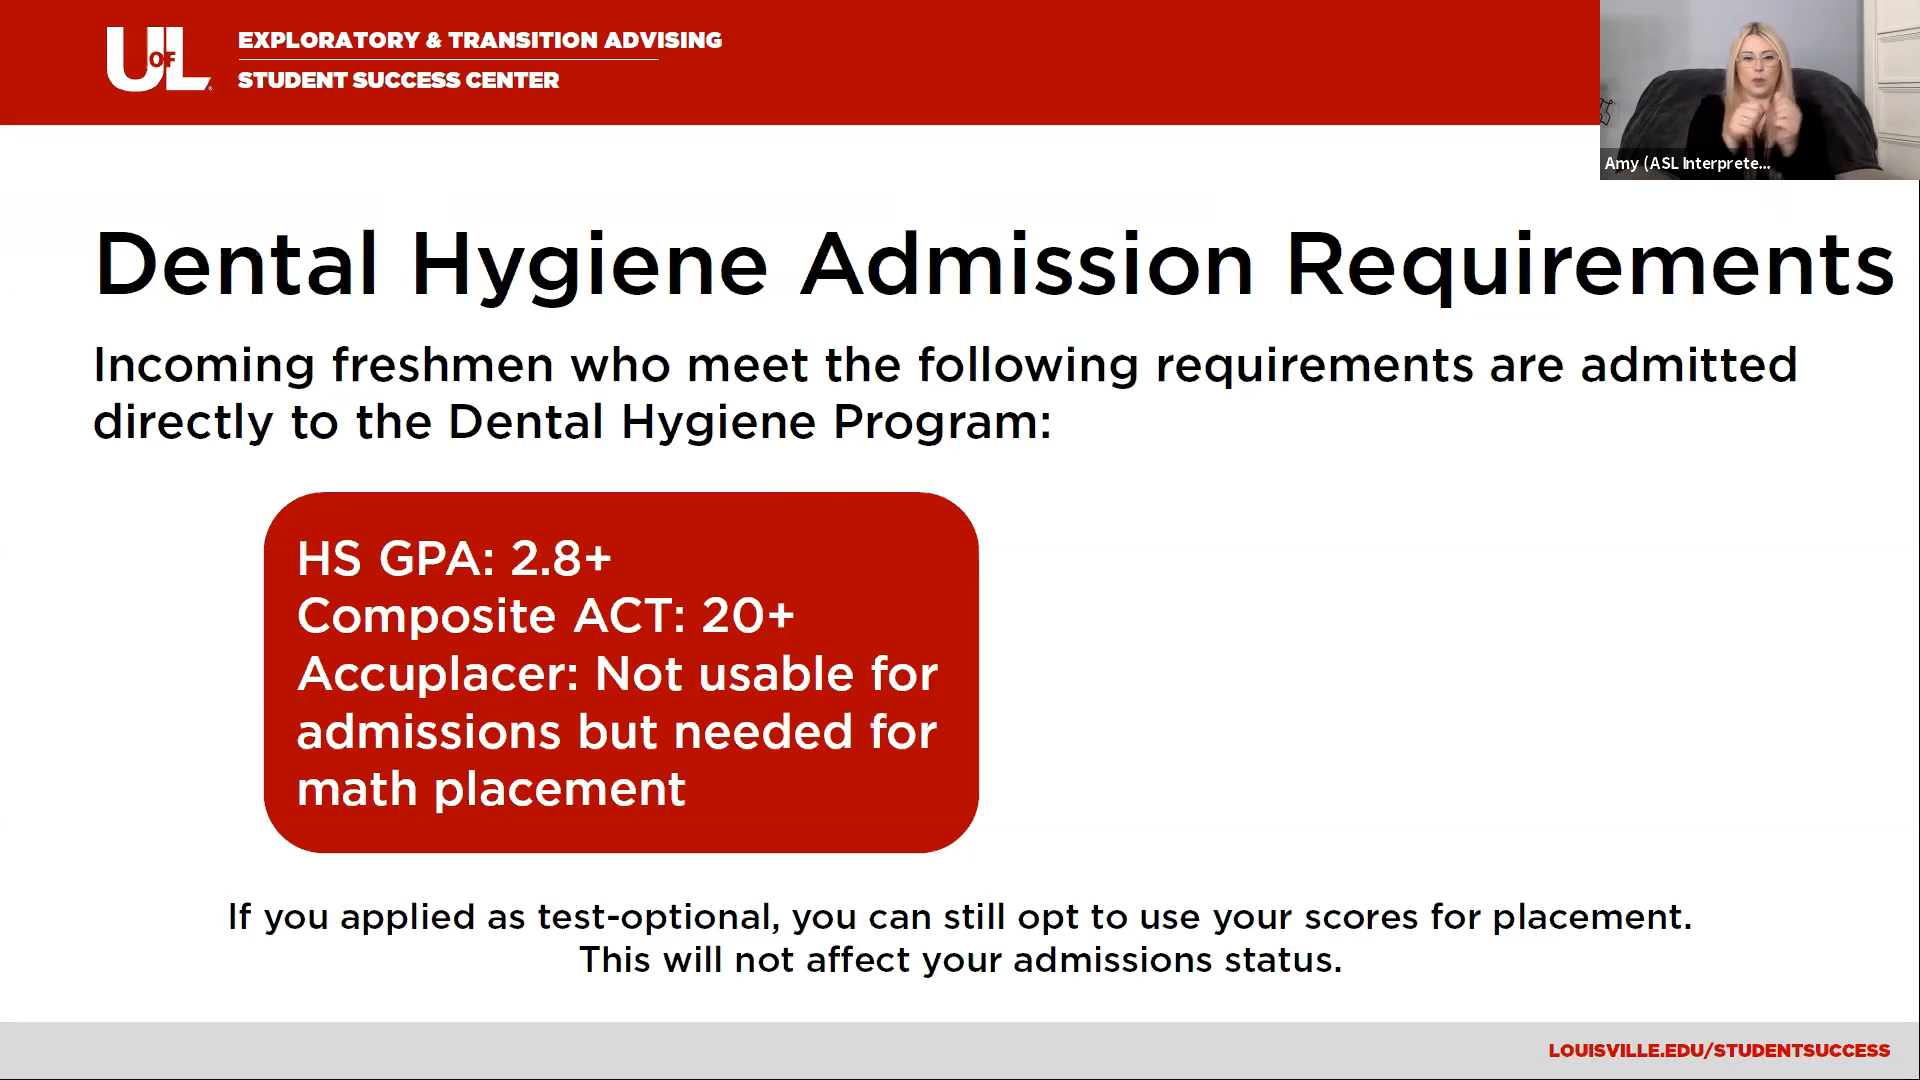 UL
OF
EXPLORATORY & TRANSITION ADVISING
STUDENT SUCCESS CENTER
Amy (ASL Interprete...
Dental Hygiene Admission Requirements
Incoming freshmen who meet the following requirements are admitted
directly to the Dental Hygiene Program:
HS GPA: 2.8+
Composite ACT: 20+
Accuplacer: Not usable for
admissions but needed for
math placement
If you applied as test-optional, you can still opt to use your scores for placement.
This will not affect your admissions status.
LOUISVILLE.EDU/STUDENTSUCCESS